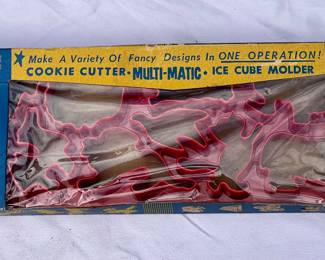 Make A Variety Of Fancy Designs In ONE OPERATION!
COOKIE CUTTER • MULTI-MATIC • ICE CUBE MOLDER